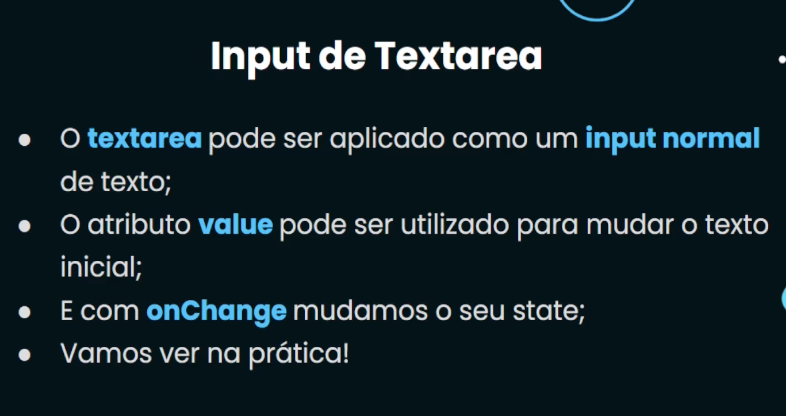 Input de Textarea
● O textarea pode ser aplicado como um input normal
de texto;
● O atributo value pode ser utilizado para mudar o texto
inicial;
● E com onChange mudamos o seu state;
● Vamos ver na prática!